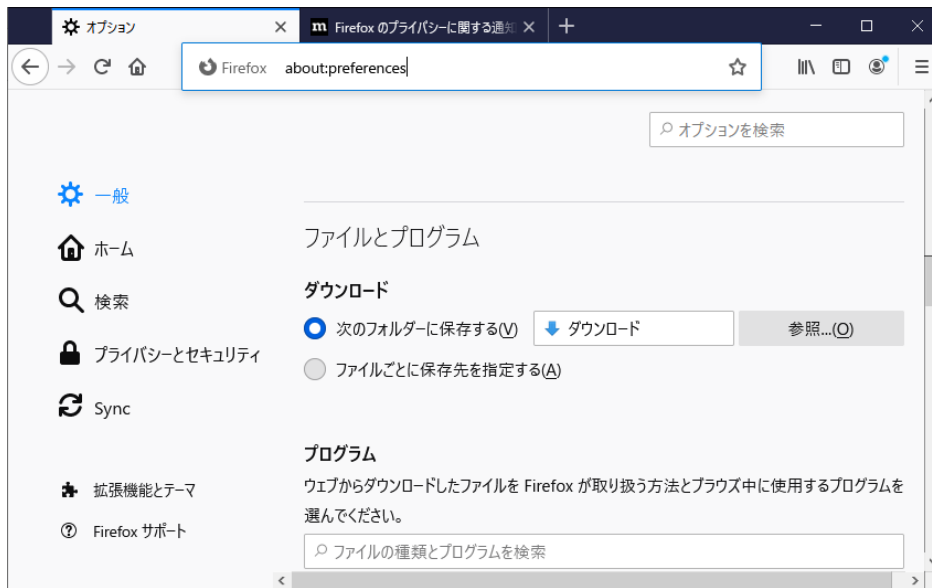 オプション
Firefox のプライバシーに関する通知
Firefox about:preferences
オプションを検索
一般
ホーム
検索
プライバシーとセキュリティ
Sync
拡張機能とテーマ
Firefox サポート
ファイルとプログラム
ダウンロード
次のフォルダーに保存する(V) ダウンロード 参照...(O)
ファイルごとに保存先を指定する(A)
プログラム
ウェブからダウンロードしたファイルを Firefox が取り扱う方法とブラウズ中に使用するプログラムを
選んでください。
ファイルの種類とプログラムを検索